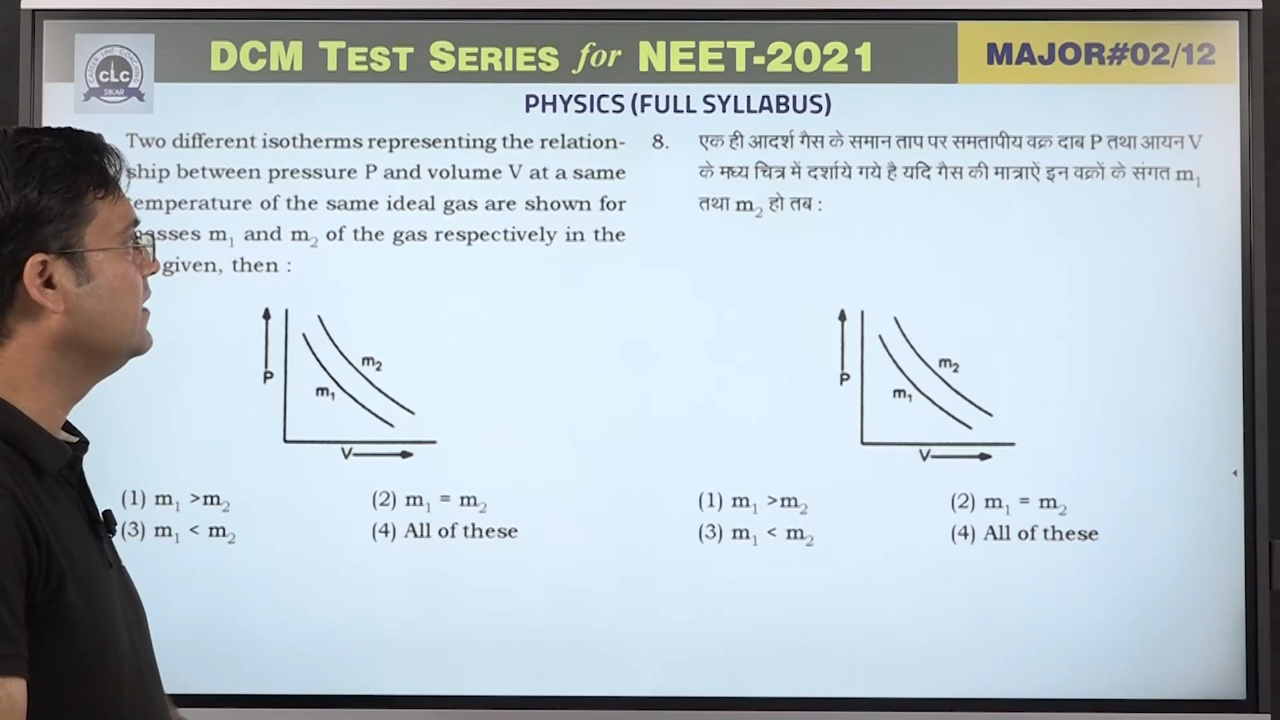 DCM TEST SERIES for NEET-2021
MAJOR#02/12
CAREER LINE COACHING
CLC
SIKAR
PHYSICS (FULL SYLLABUS)
Two different isotherms representing the relation-
ship between pressure P and volume V at a same
temperature of the same ideal gas are shown for
masses m₁ and m₂ of the gas respectively in the
given, then :
P
m₂
m₁
V
(1) m₁ >m₂ (2) m₁ = m₂
(3) m₁ < m₂ (4) All of these
8. एक ही आदर्श गैस के समान ताप पर समतापीय वक्र दाब P तथा आयन V
के मध्य चित्र में दर्शाये गये है यदि गैस की मात्राऐं इन वक्रों के संगत m₁
तथा m₂ हो तब :
P
m₂
m₁
V
(1) m₁ >m₂ (2) m₁ = m₂
(3) m₁ < m₂ (4) All of these